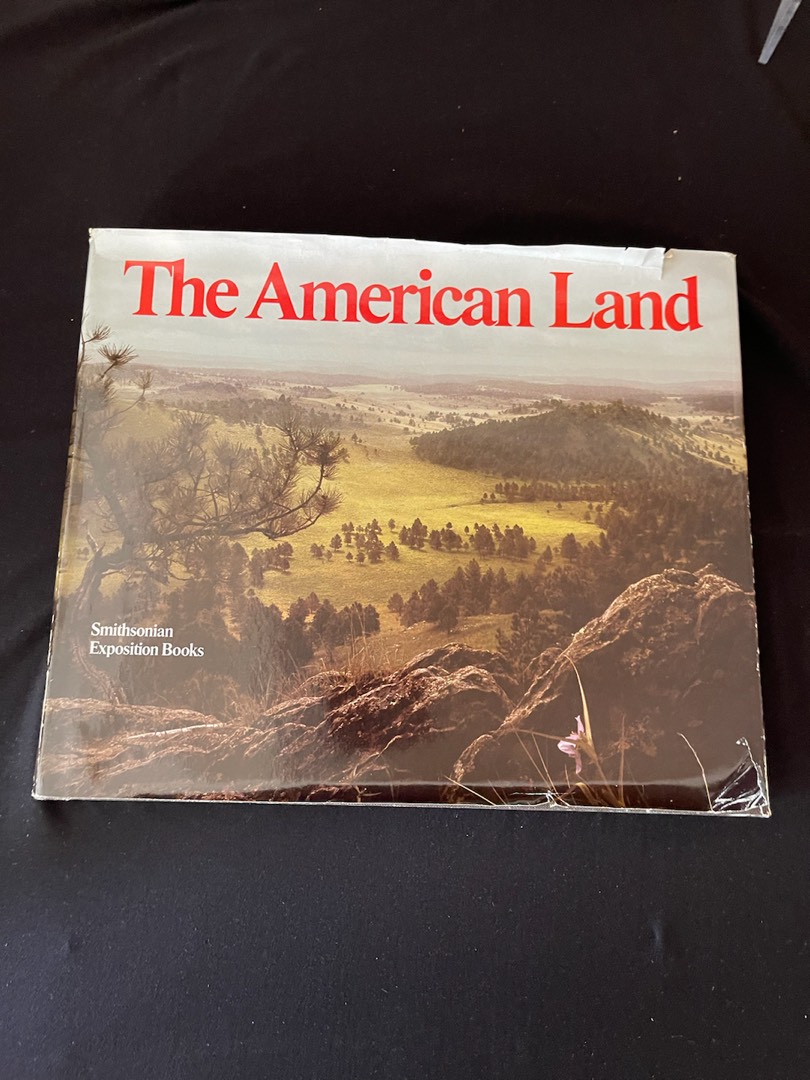 The American Land
Smithsonian
Exposition Books